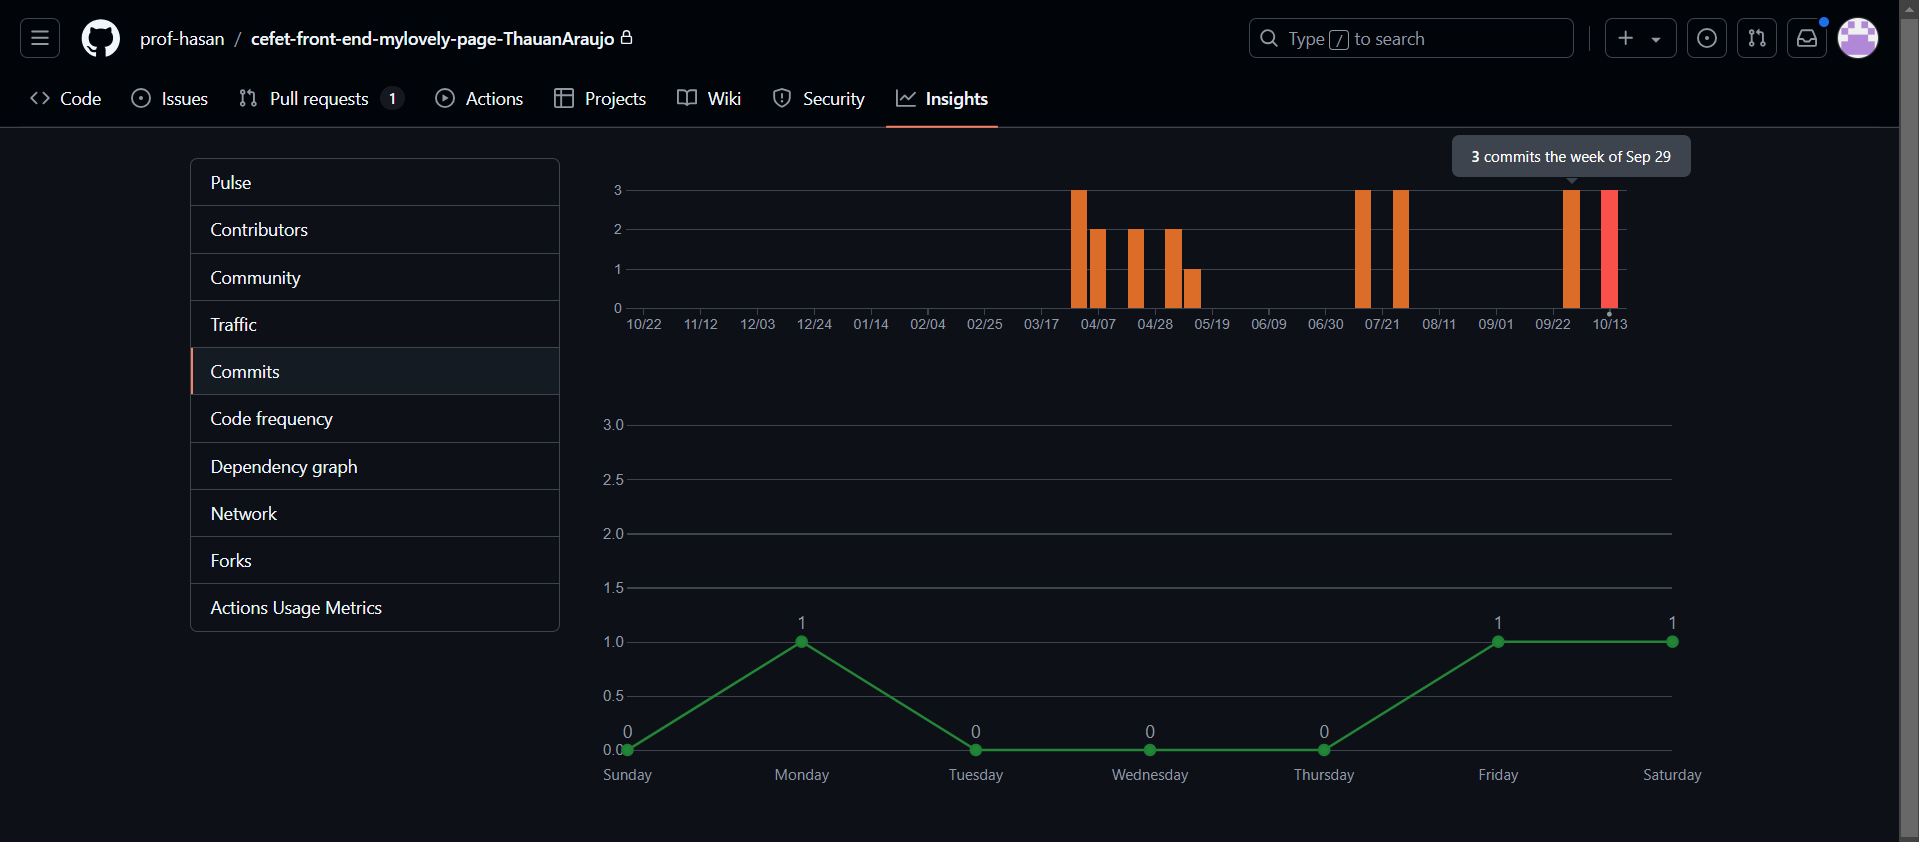 prof-hasan / cefet-front-end-mylovely-page-ThauanAraujo
Type / to search
Code
Issues
Pull requests 1
Actions
Projects
Wiki
Security
Insights
Pulse
Contributors
Community
Traffic
Commits
Code frequency
Dependency graph
Network
Forks
Actions Usage Metrics
3 commits the week of Sep 29
3
2
1
0
10/22 11/12 12/03 12/24 01/14 02/04 02/25 03/17 04/07 04/28 05/19 06/09 06/30 07/21 08/11 09/01 09/22 10/13
3.0
2.5
2.0
1.5
1 1 1
1.0
0.5
0 0 0 0
0.0
Sunday Monday Tuesday Wednesday Thursday Friday Saturday